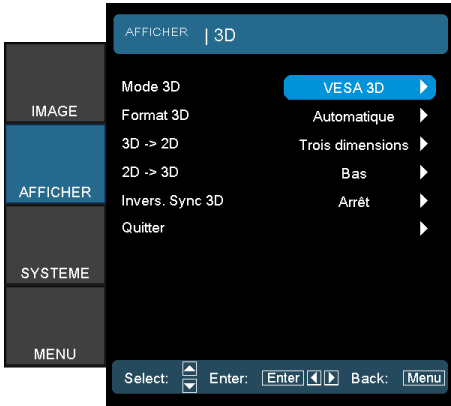 AFFICHER | 3D
IMAGE
AFFICHER
SYSTEME
MENU
Mode 3D VESA 3D
Format 3D Automatique
3D -> 2D Trois dimensions
2D -> 3D Bas
Invers. Sync 3D Arrêt
Quitter
Select: Enter: Enter Back: Menu